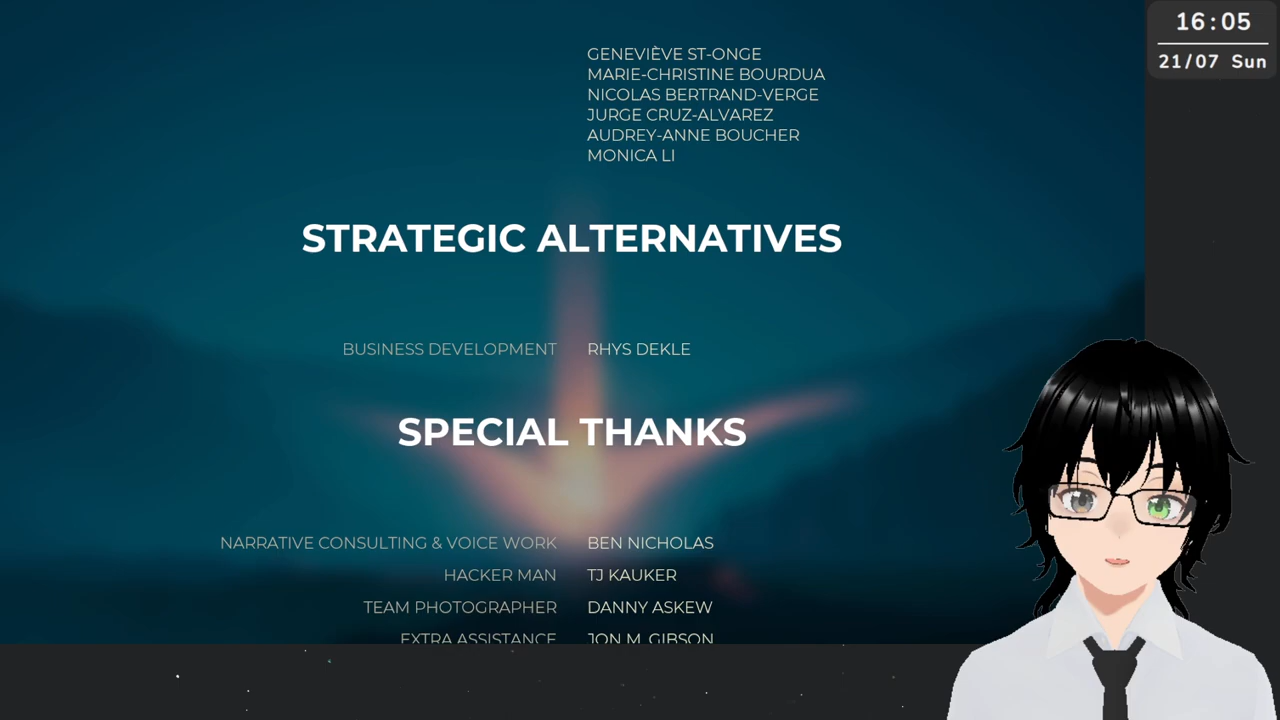 16:05
21/07 Sun
GENEVIÈVE ST-ONGE
MARIE-CHRISTINE BOURDUA
NICOLAS BERTRAND-VERGE
JURGE CRUZ-ALVAREZ
AUDREY-ANNE BOUCHER
MONICA LI
STRATEGIC ALTERNATIVES
BUSINESS DEVELOPMENT RHYS DEKLE
SPECIAL THANKS
NARRATIVE CONSULTING & VOICE WORK BEN NICHOLAS
HACKER MAN TJ KAUKER
TEAM PHOTOGRAPHER DANNY ASKEW
EXTRA ASSISTANCE JON M. GIBSON